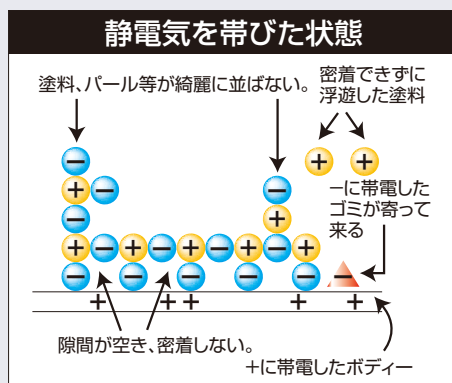 静電気を帯びた状態
塗料、パール等が綺麗に並ばない。
密着できずに
浮遊した塗料
−に帯電した
ゴミが寄って
来る
− −
+ − + + −
− +
+ − + − + − + − +
− − − − − −
+ + + + +
隙間が空き、密着しない。
+に帯電したボディー